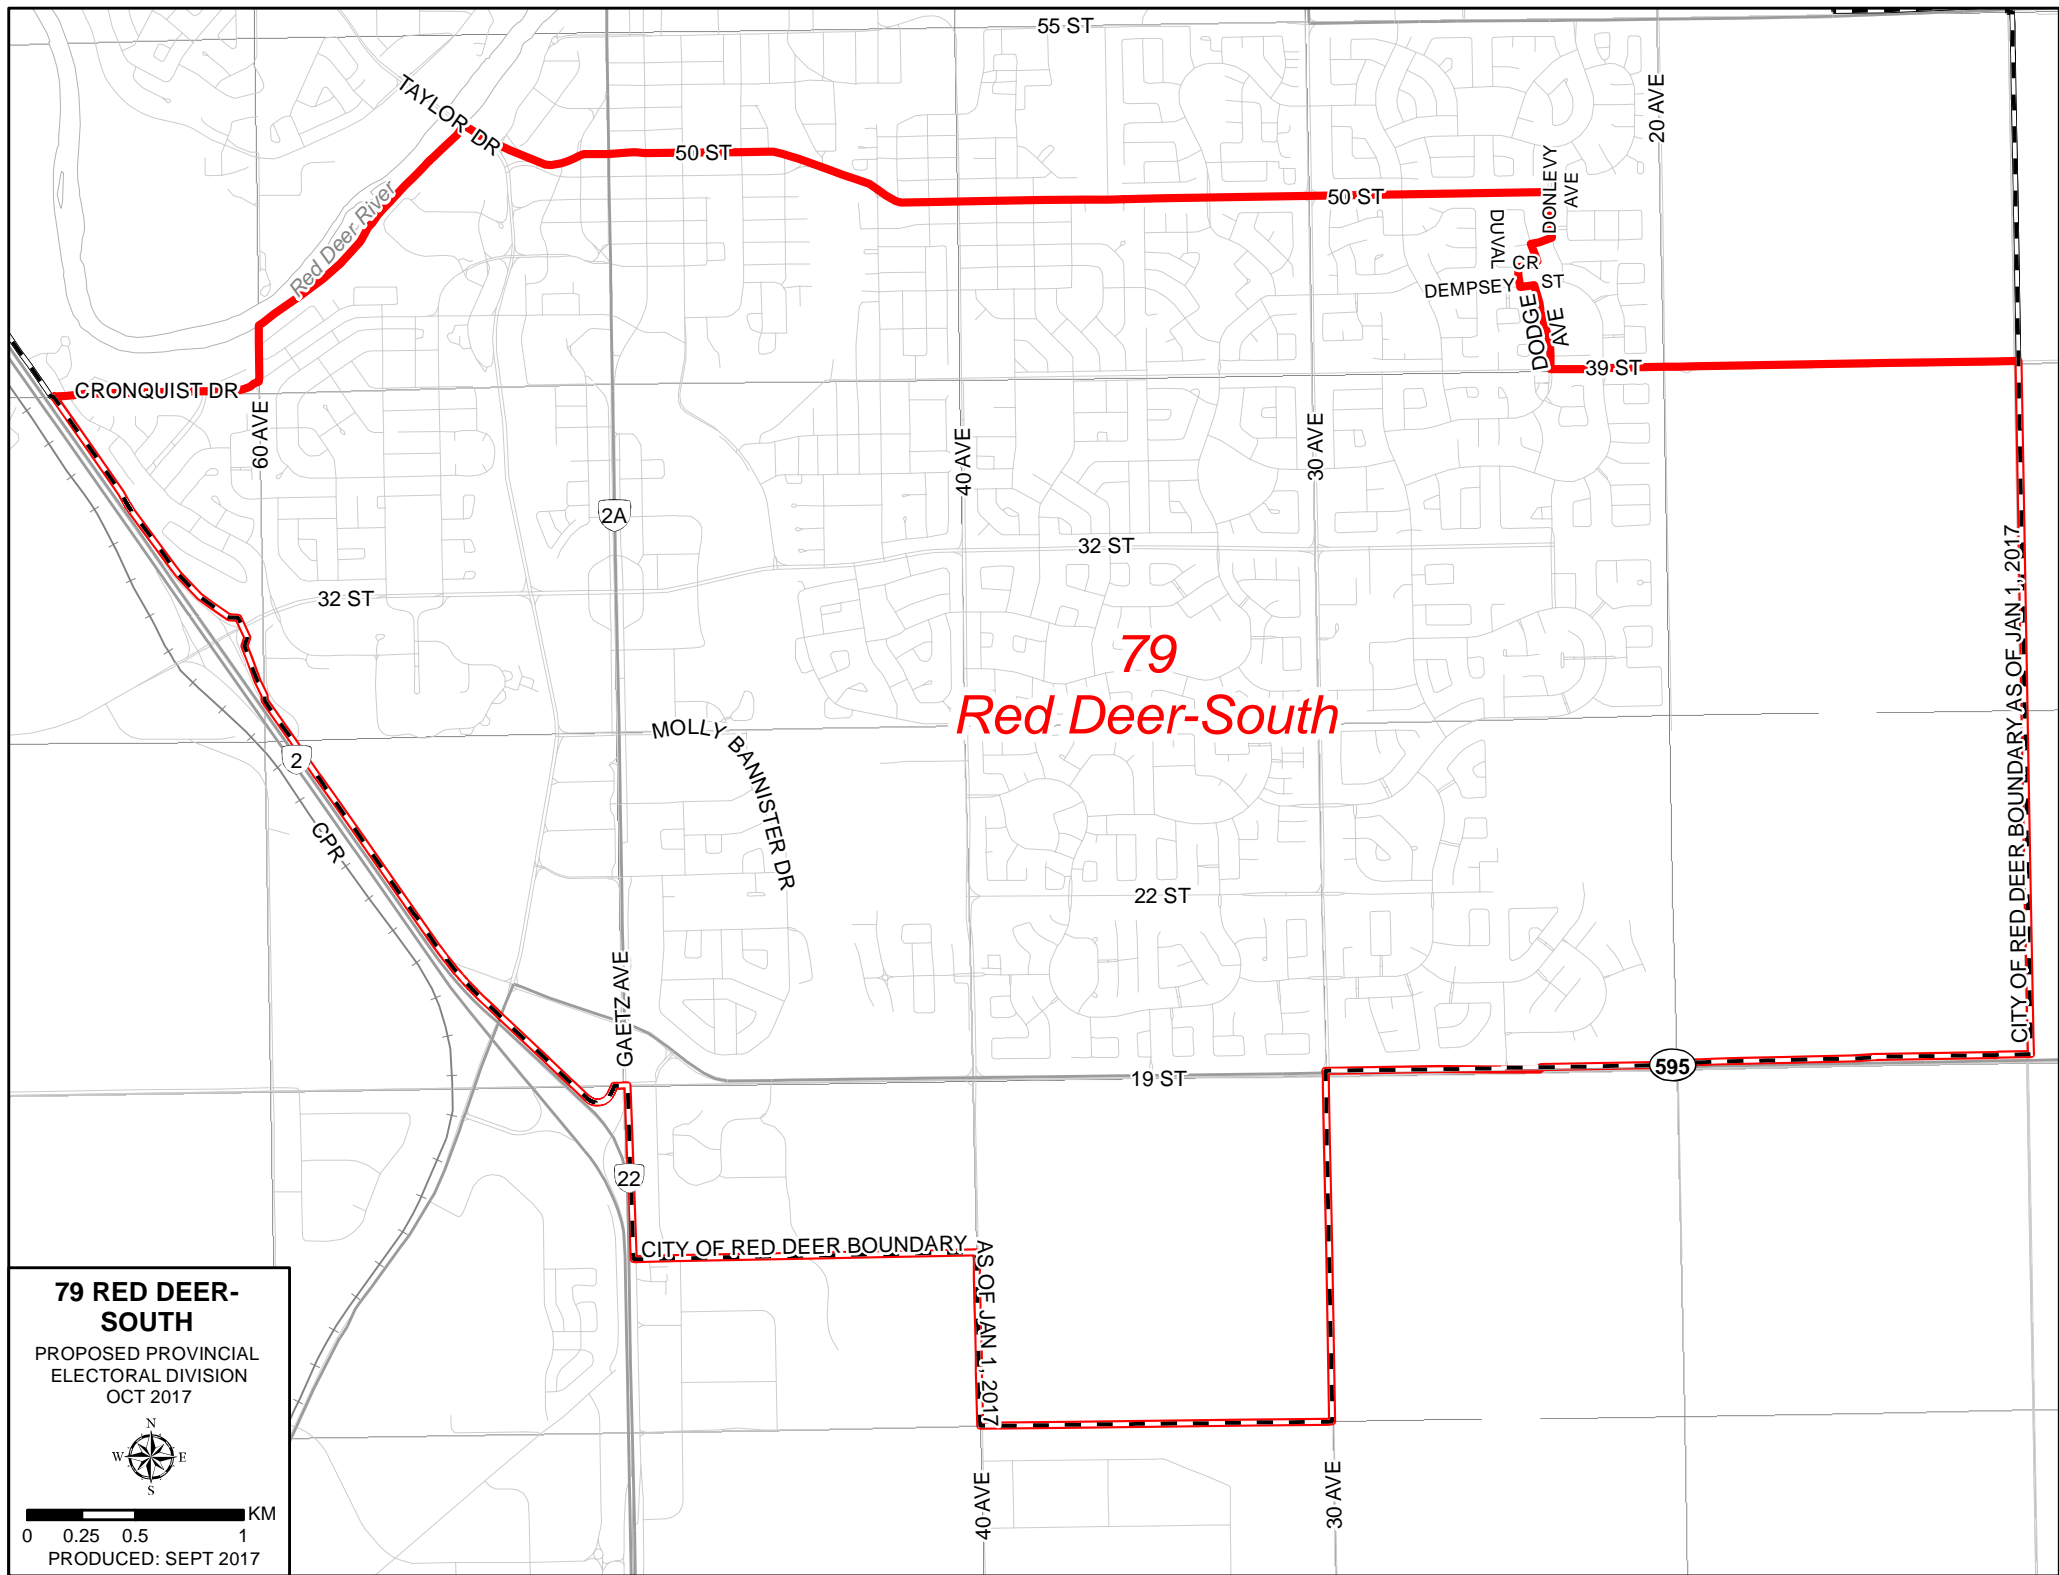 55 ST
TAYLOR DR
20 AVE
50 ST
50 ST
DONLEVY
AVE
Red Deer River
DUVAL
CR
DEMPSEY ST
DODGE
AVE
39 ST
CRONQUIST DR
60 AVE
40 AVE
30 AVE
2A
32 ST
32 ST
79
Red Deer-South
CITY OF RED DEER BOUNDARY AS OF JAN 1, 2017
MOLLY BANNISTER DR
2
CPR
22 ST
GAETZ AVE
595
19 ST
22
CITY OF RED DEER BOUNDARY AS OF JAN 1, 2017
40 AVE
30 AVE
79 RED DEER-
SOUTH
PROPOSED PROVINCIAL
ELECTORAL DIVISION
OCT 2017
N
W E
S
KM
0 0.25 0.5 1
PRODUCED: SEPT 2017